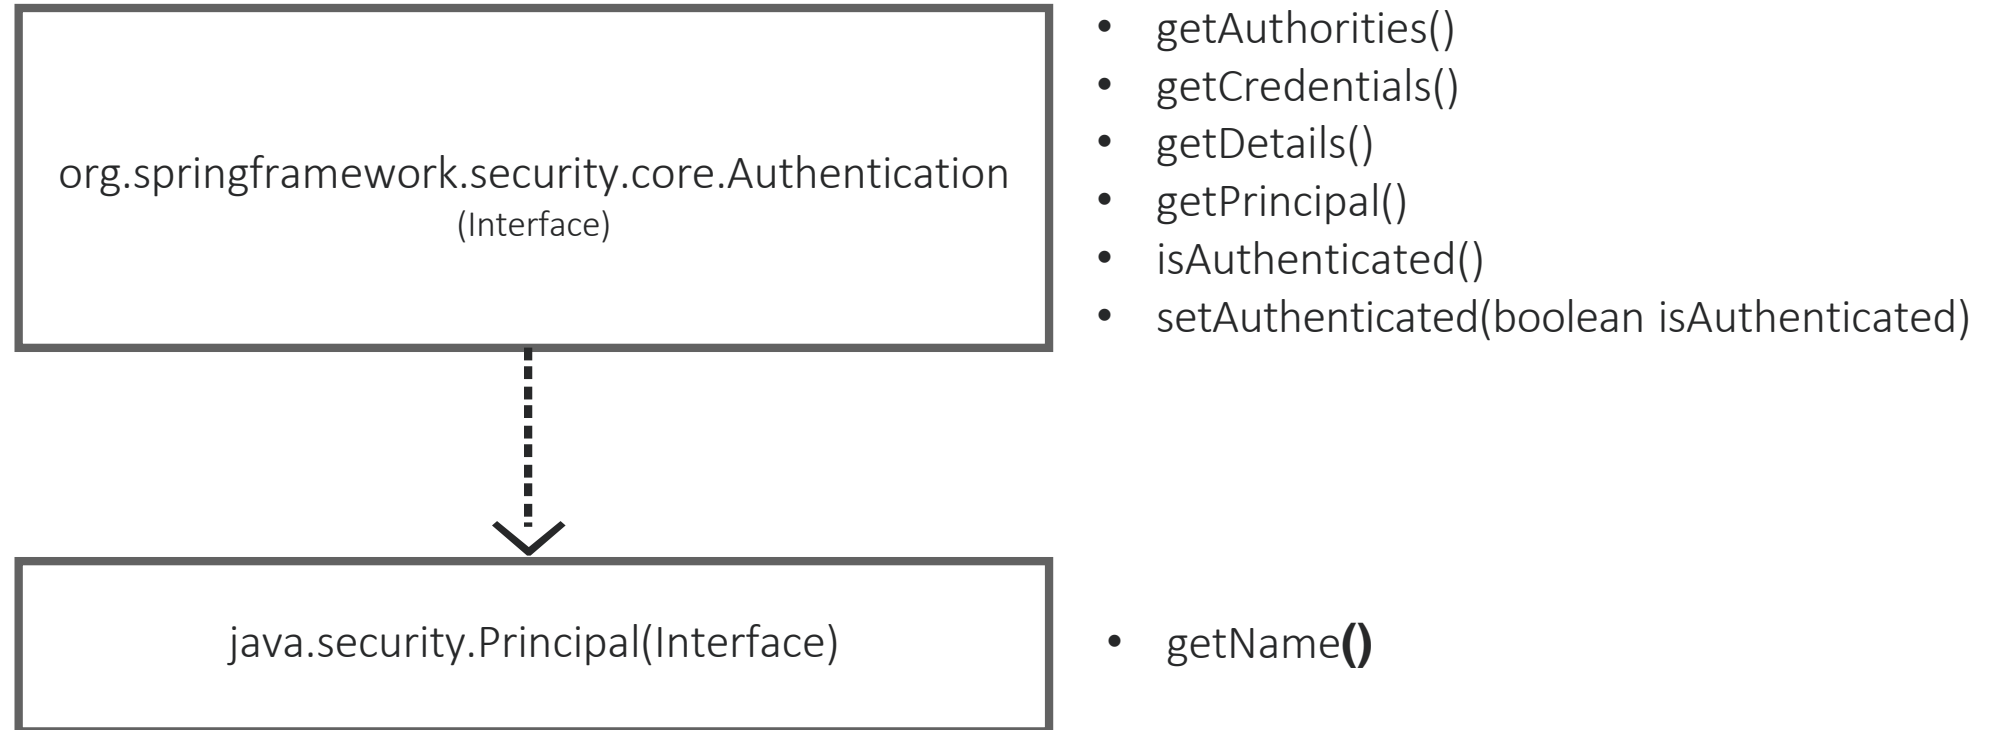 org.springframework.security.core.Authentication
(Interface)
• getAuthorities()
• getCredentials()
• getDetails()
• getPrincipal()
• isAuthenticated()
• setAuthenticated(boolean isAuthenticated)
java.security.Principal(Interface)
• getName()